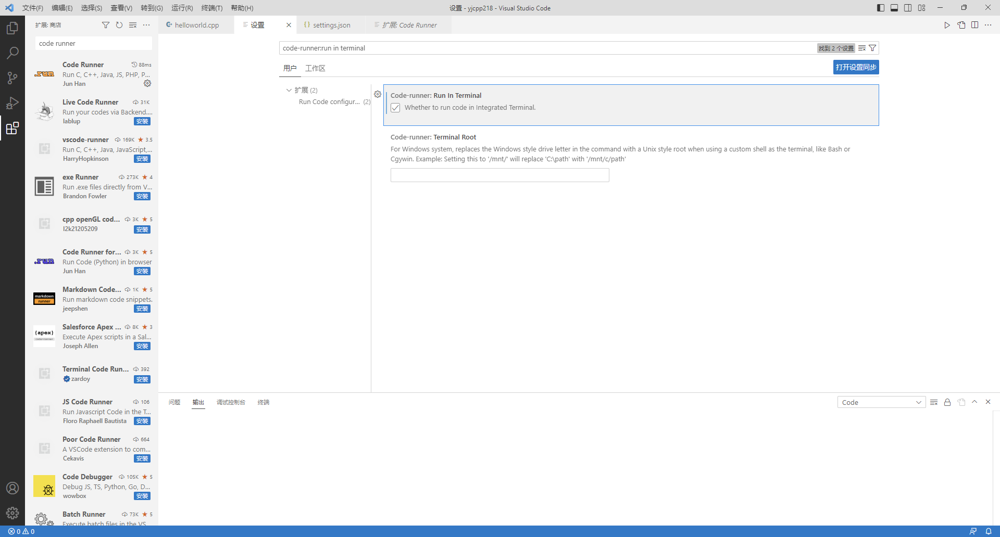 文件(F) 编辑(E) 选择(S) 查看(V) 转到(G) 运行(R) 终端(T) 帮助(H)
设置 - yjcpp218 - Visual Studio Code
扩展: 商店
helloworld.cpp
设置
settings.json
扩展: Code Runner
code runner
Code Runner 88ms
Run C, C++, Java, JS, PHP, P...
Jun Han
Live Code Runner 31K
Run your codes via Backend....
lablup 安装
vscode-runner 169K ★ 3.5
Run C, C++, Java, JavaScript,...
HarryHopkinson 安装
exe Runner 273K ★ 4
Run .exe files directly from V...
Brandon Fowler 安装
cpp openGL cod... 3K ★ 5
l2k21205209 安装
.run
Code Runner for... 3K ★ 5
Run Code (Python) in browser
Jun Han 安装
markdown
runner
Markdown Code... 1K ★ 5
Run markdown code snippets.
jeepshen 安装
{apex}
code-runner
Salesforce Apex ... 8K ★ 3
Execute Apex scripts in a Sal...
Joseph Allen 安装
Terminal Code Run... 392
zardoy 安装
JS Code Runner 106
Run Javascript Code in the T...
Floro Raphaell Bautista 安装
Poor Code Runner 664
A VSCode extension to com...
Cekavis 安装
Code Debugger 105K ★ 5
Debug JS, TS, Python, Go, D...
wowbox 安装
Batch Runner 73K ★ 5
Execute batch files in the VS
.run
code-runner:run in terminal
找到 2 个设置
用户 工作区
打开设置同步
扩展 (2)
Run Code configur... (2)
Code-runner: Run In Terminal
Whether to run code in Integrated Terminal.
Code-runner: Terminal Root
For Windows system, replaces the Windows style drive letter in the command with a Unix style root when using a custom shell as the terminal, like Bash or
Cgywin. Example: Setting this to '/mnt/' will replace 'C:\path' with '/mnt/c/path'
问题 输出 调试控制台 终端
Code
0 0